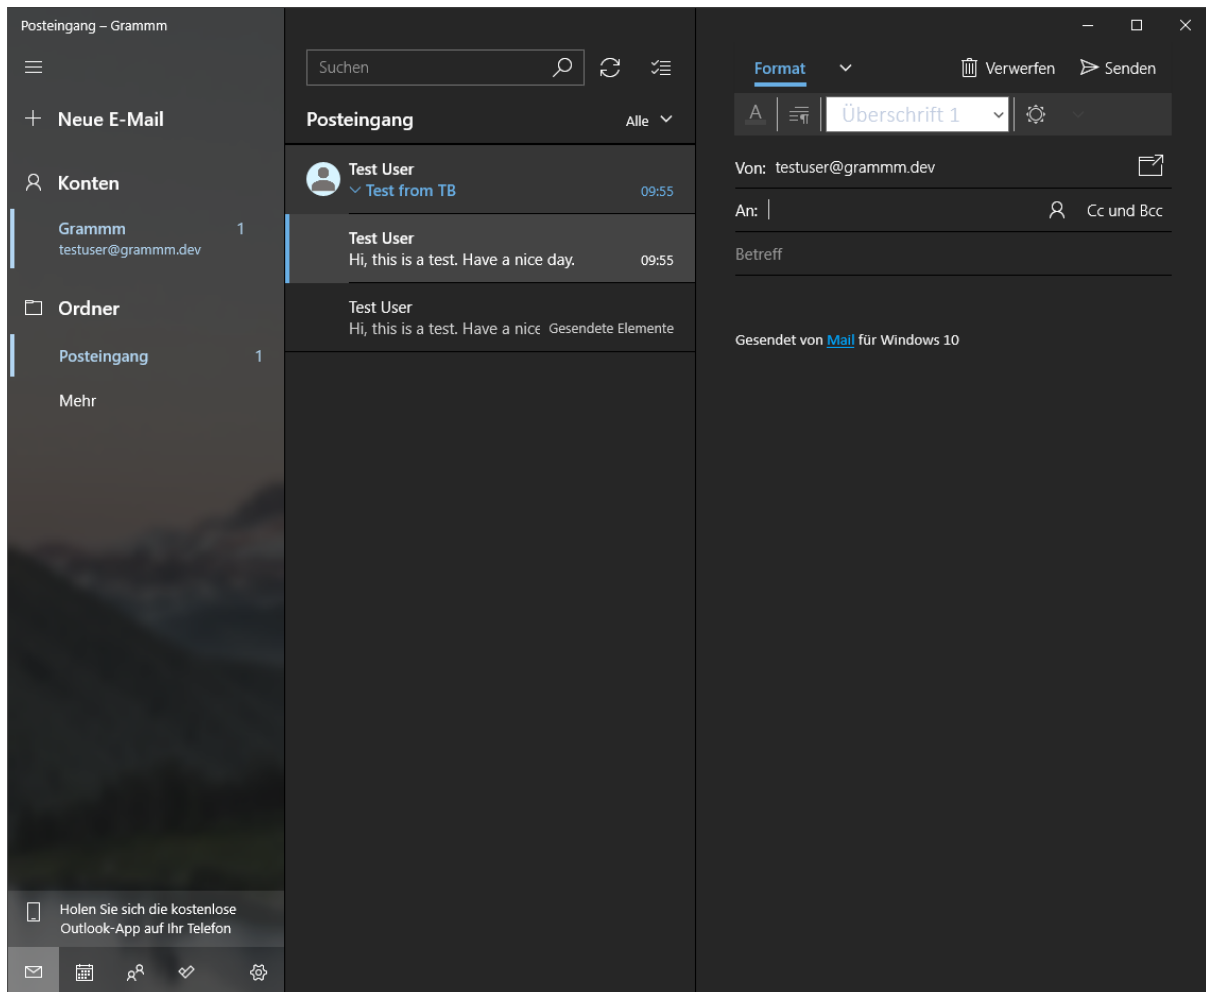 Posteingang – Grammm
Neue E-Mail
Konten
Grammm 1
testuser@grammm.dev
Ordner
Posteingang 1
Mehr
Holen Sie sich die kostenlose
Outlook-App auf Ihr Telefon
Suchen
Posteingang Alle
Test User
Test from TB 09:55
Test User
Hi, this is a test. Have a nice day. 09:55
Test User
Hi, this is a test. Have a nice Gesendete Elemente
Format Verwerfen Senden
A Überschrift 1
Von: testuser@grammm.dev
An: Cc und Bcc
Betreff
Gesendet von Mail für Windows 10